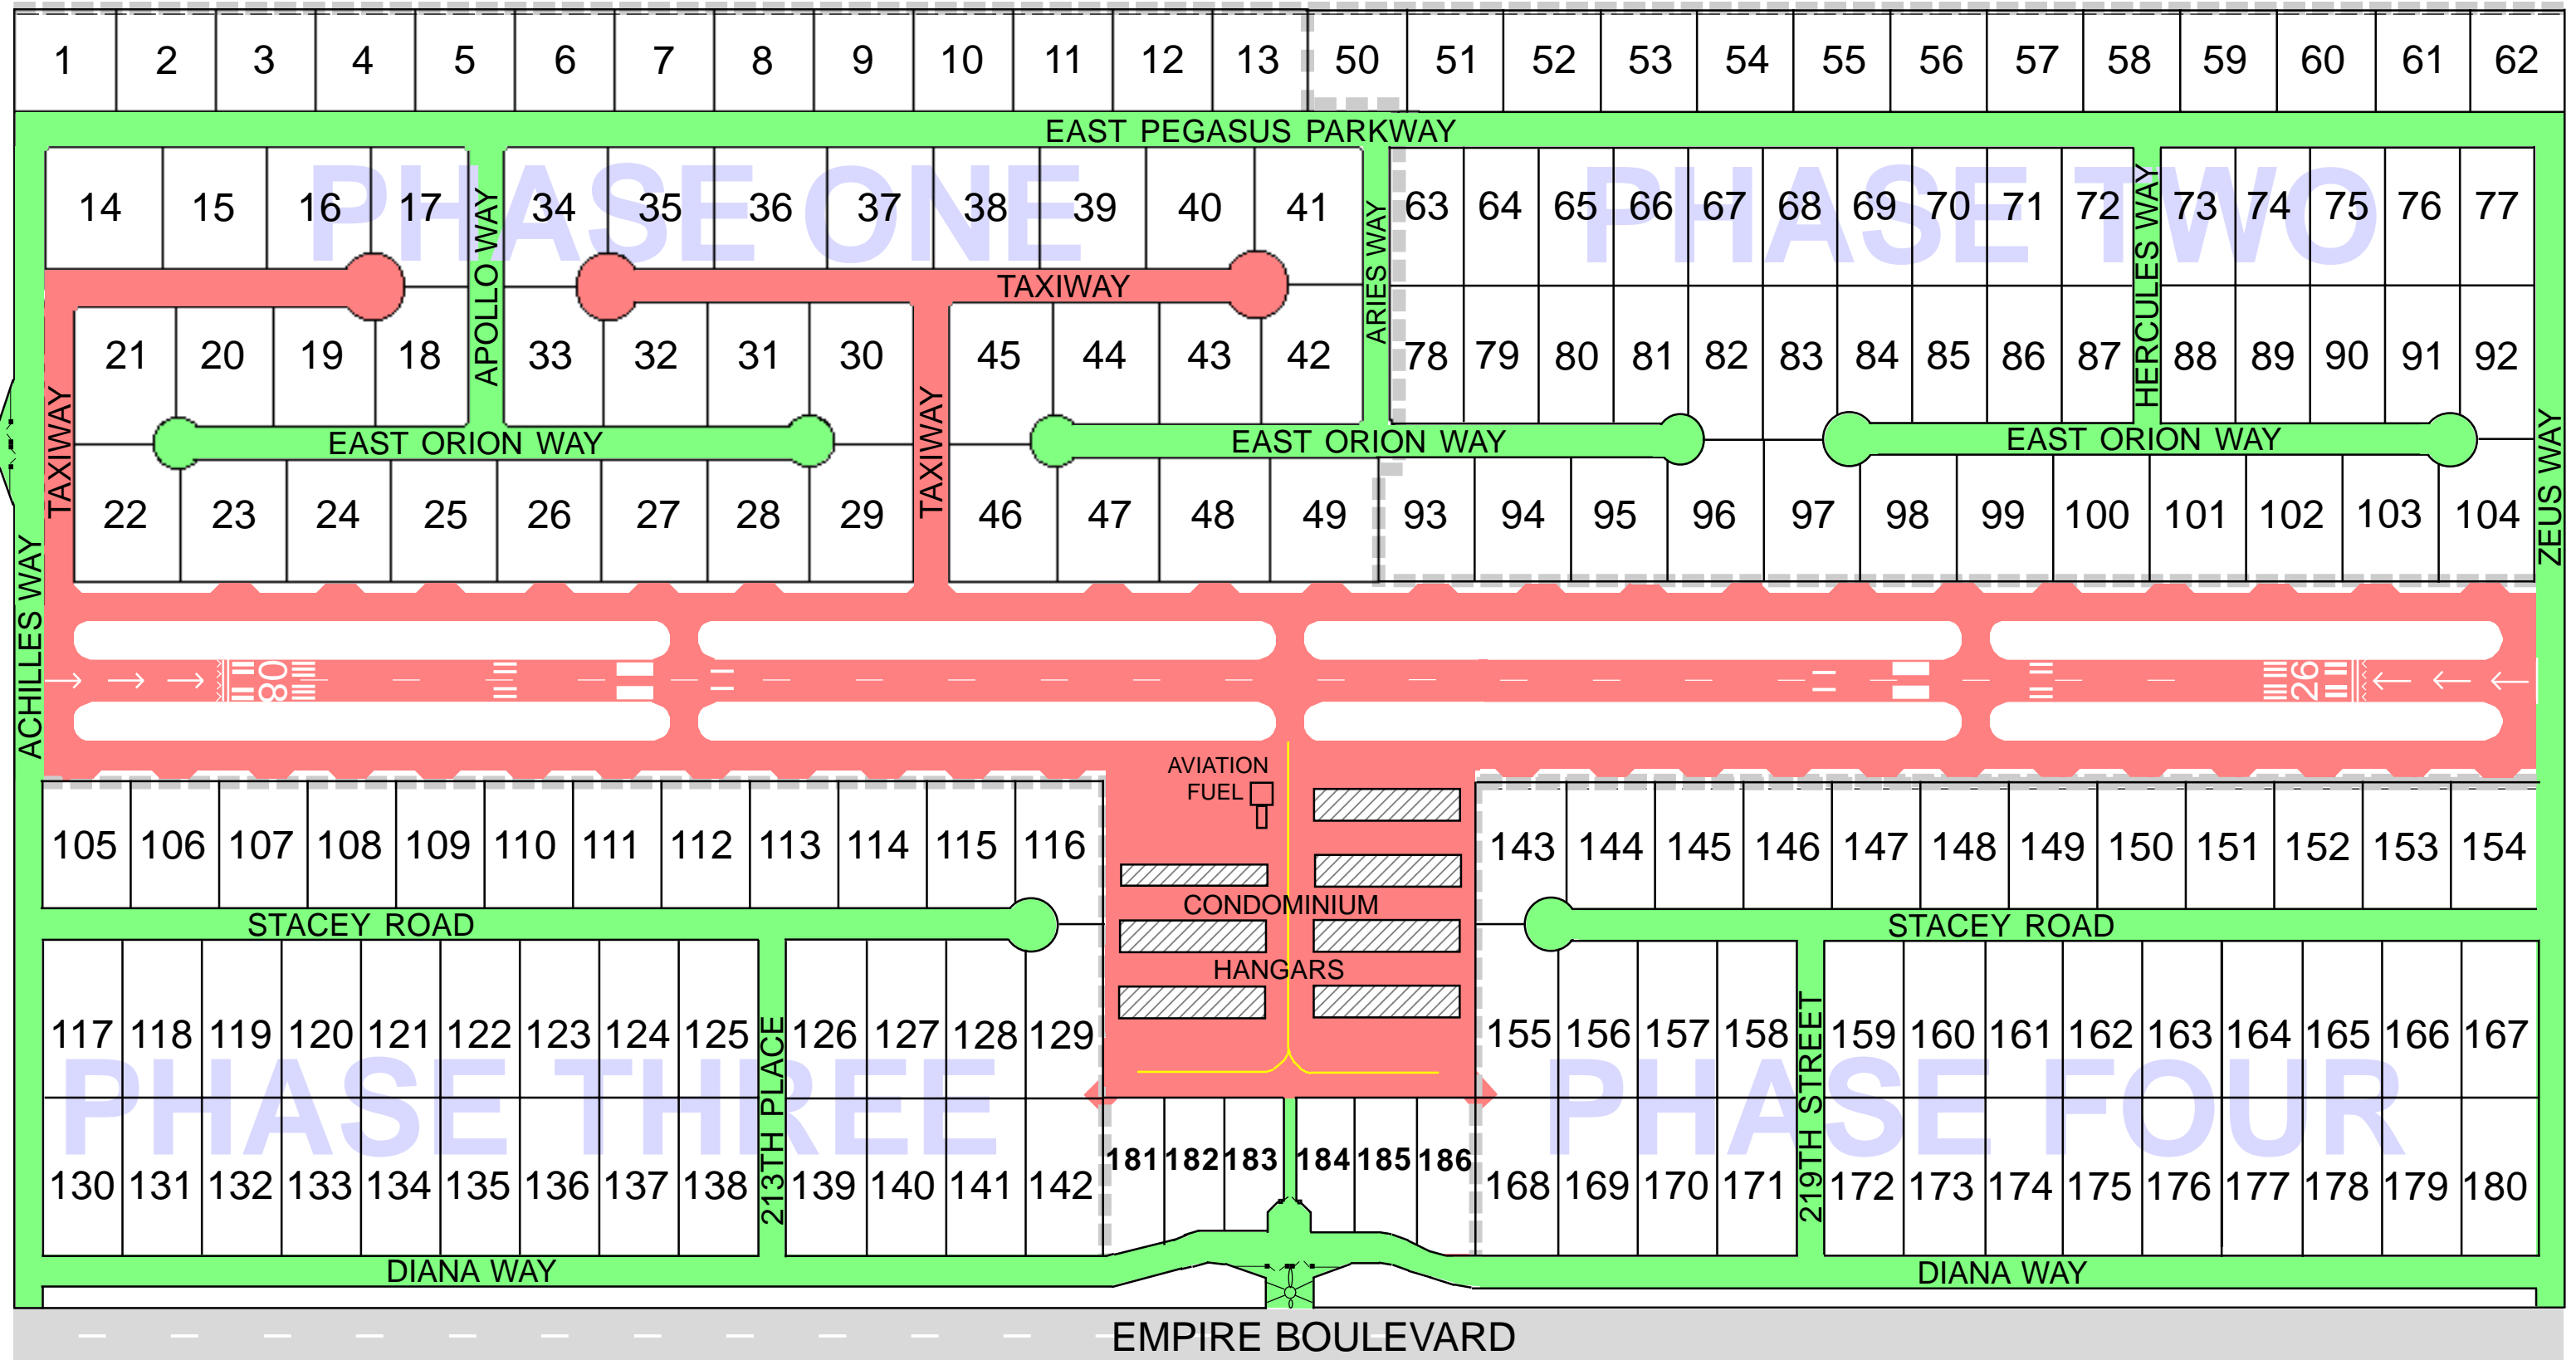 1 2 3 4 5 6 7 8 9 10 11 12 13 50 51 52 53 54 55 56 57 58 59 60 61 62
EAST PEGASUS PARKWAY
PHASE ONE
PHASE TWO
14 15 16 17 34 35 36 37 38 39 40 41 63 64 65 66 67 68 69 70 71 72 73 74 75 76 77
APOLLO WAY
ARIES WAY
HERCULES WAY
TAXIWAY
21 20 19 18 33 32 31 30 45 44 43 42 78 79 80 81 82 83 84 85 86 87 88 89 90 91 92
TAXIWAY
TAXIWAY
EAST ORION WAY
EAST ORION WAY
EAST ORION WAY
ZEUS WAY
22 23 24 25 26 27 28 29 46 47 48 49 93 94 95 96 97 98 99 100 101 102 103 104
ACHILLES WAY
08
26
AVIATION
FUEL
105 106 107 108 109 110 111 112 113 114 115 116 143 144 145 146 147 148 149 150 151 152 153 154
CONDOMINIUM
HANGARS
STACEY ROAD
STACEY ROAD
117 118 119 120 121 122 123 124 125 126 127 128 129 155 156 157 158 159 160 161 162 163 164 165 166 167
PHASE THREE
PHASE FOUR
213TH PLACE
219TH STREET
181 182 183 184 185 186
130 131 132 133 134 135 136 137 138 139 140 141 142 168 169 170 171 172 173 174 175 176 177 178 179 180
DIANA WAY
DIANA WAY
EMPIRE BOULEVARD